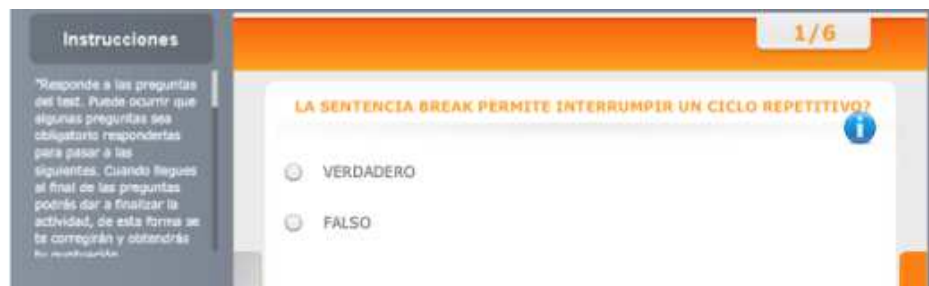 Instrucciones
"Responde a las preguntas
del test. Puede ocurrir que
algunas preguntas sea
obligatorio responderlas
para pasar a las
siguientes. Cuando llegues
al final de las preguntas
podrás dar a finalizar la
actividad, de esta forma se
te corregirán y obtendrás
tu puntuación
1/6
LA SENTENCIA BREAK PERMITE INTERRUMPIR UN CICLO REPETITIVO?
VERDADERO
FALSO